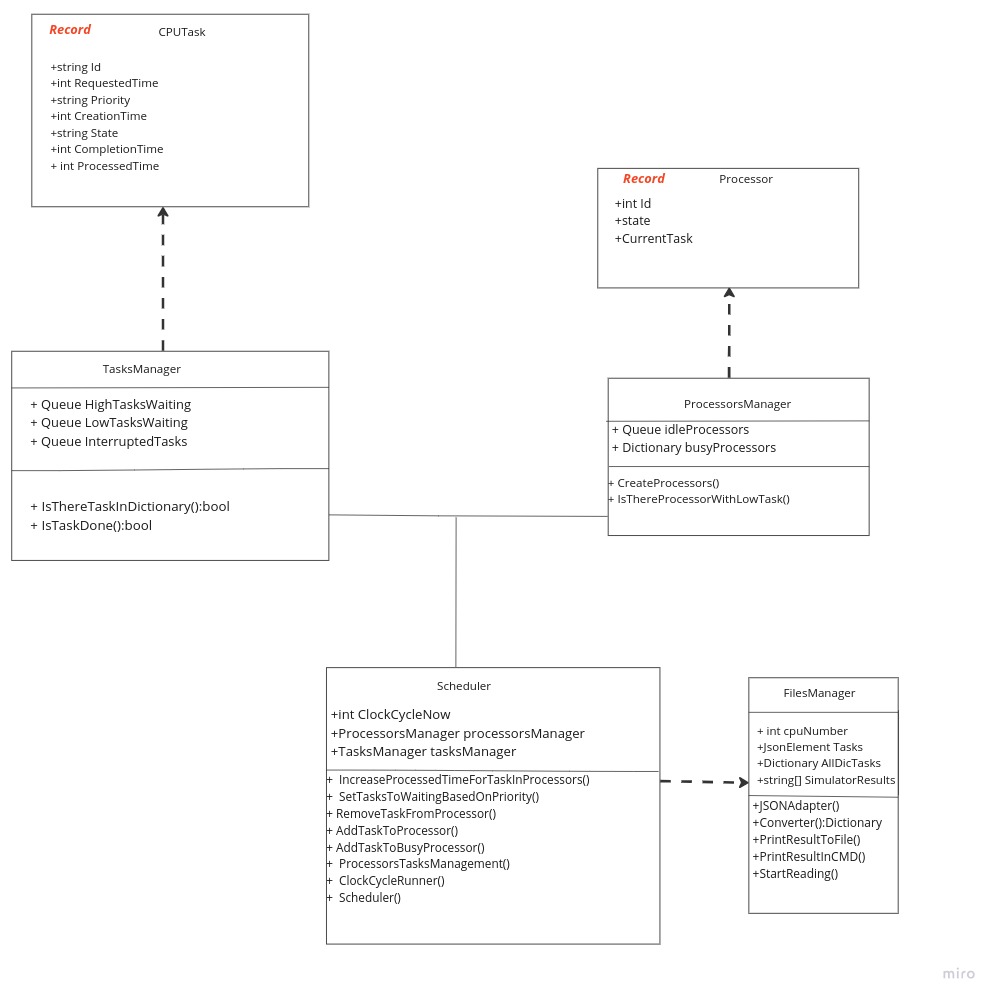 Record CPUTask
+string Id
+int RequestedTime
+string Priority
+int CreationTime
+string State
+int CompletionTime
+ int ProcessedTime
Record Processor
+int Id
+state
+CurrentTask
TasksManager
+ Queue HighTasksWaiting
+ Queue LowTasksWaiting
+ Queue InterruptedTasks
+ IsThereTaskInDictionary():bool
+ IsTaskDone():bool
ProcessorsManager
+ Queue idleProcessors
+ Dictionary busyProcessors
+ CreateProcessors()
+ IsThereProcessorWithLowTask()
Scheduler
+int ClockCycleNow
+ProcessorsManager processorsManager
+TasksManager tasksManager
+ IncreaseProcessedTimeForTaskInProcessors()
+ SetTasksToWaitingBasedOnPriority()
+ RemoveTaskFromProcessor()
+ AddTaskToProcessor()
+ AddTaskToBusyProcessor()
+ ProcessorsTasksManagement()
+ ClockCycleRunner()
+ Scheduler()
FilesManager
+ int cpuNumber
+JsonElement Tasks
+Dictionary AllDicTasks
+string[] SimulatorResults
+JSONAdapter()
+Converter():Dictionary
+PrintResultToFile()
+PrintResultInCMD()
+StartReading()
miro